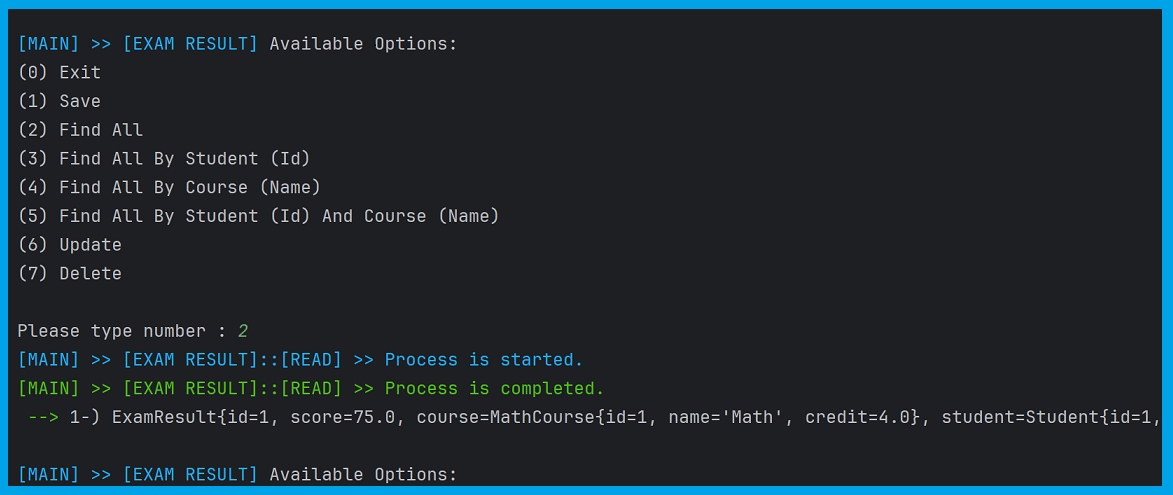 [MAIN] >> [EXAM RESULT] Available Options:
(0) Exit
(1) Save
(2) Find All
(3) Find All By Student (Id)
(4) Find All By Course (Name)
(5) Find All By Student (Id) And Course (Name)
(6) Update
(7) Delete
Please type number : 2
[MAIN] >> [EXAM RESULT]::[READ] >> Process is started.
[MAIN] >> [EXAM RESULT]::[READ] >> Process is completed.
--> 1-) ExamResult{id=1, score=75.0, course=MathCourse{id=1, name='Math', credit=4.0}, student=Student{id=1,
[MAIN] >> [EXAM RESULT] Available Options: